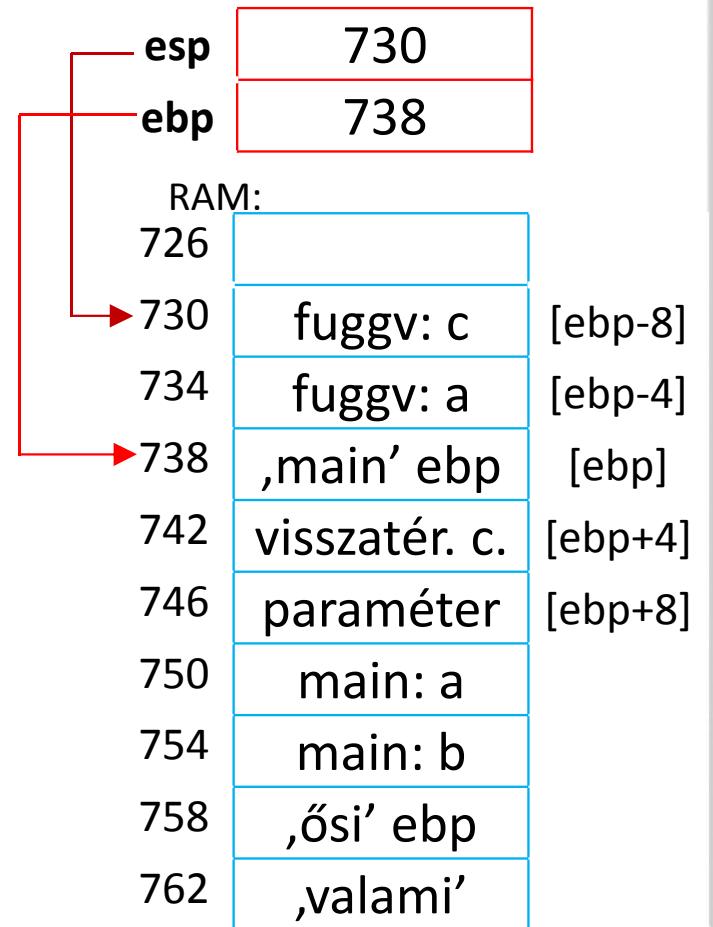 esp 730
ebp 738
RAM:
726
730 fuggv: c [ebp-8]
734 fuggv: a [ebp-4]
738 ‚main’ ebp [ebp]
742 visszatér. c. [ebp+4]
746 paraméter [ebp+8]
750 main: a
754 main: b
758 ‚ősi’ ebp
762 ‚valami’